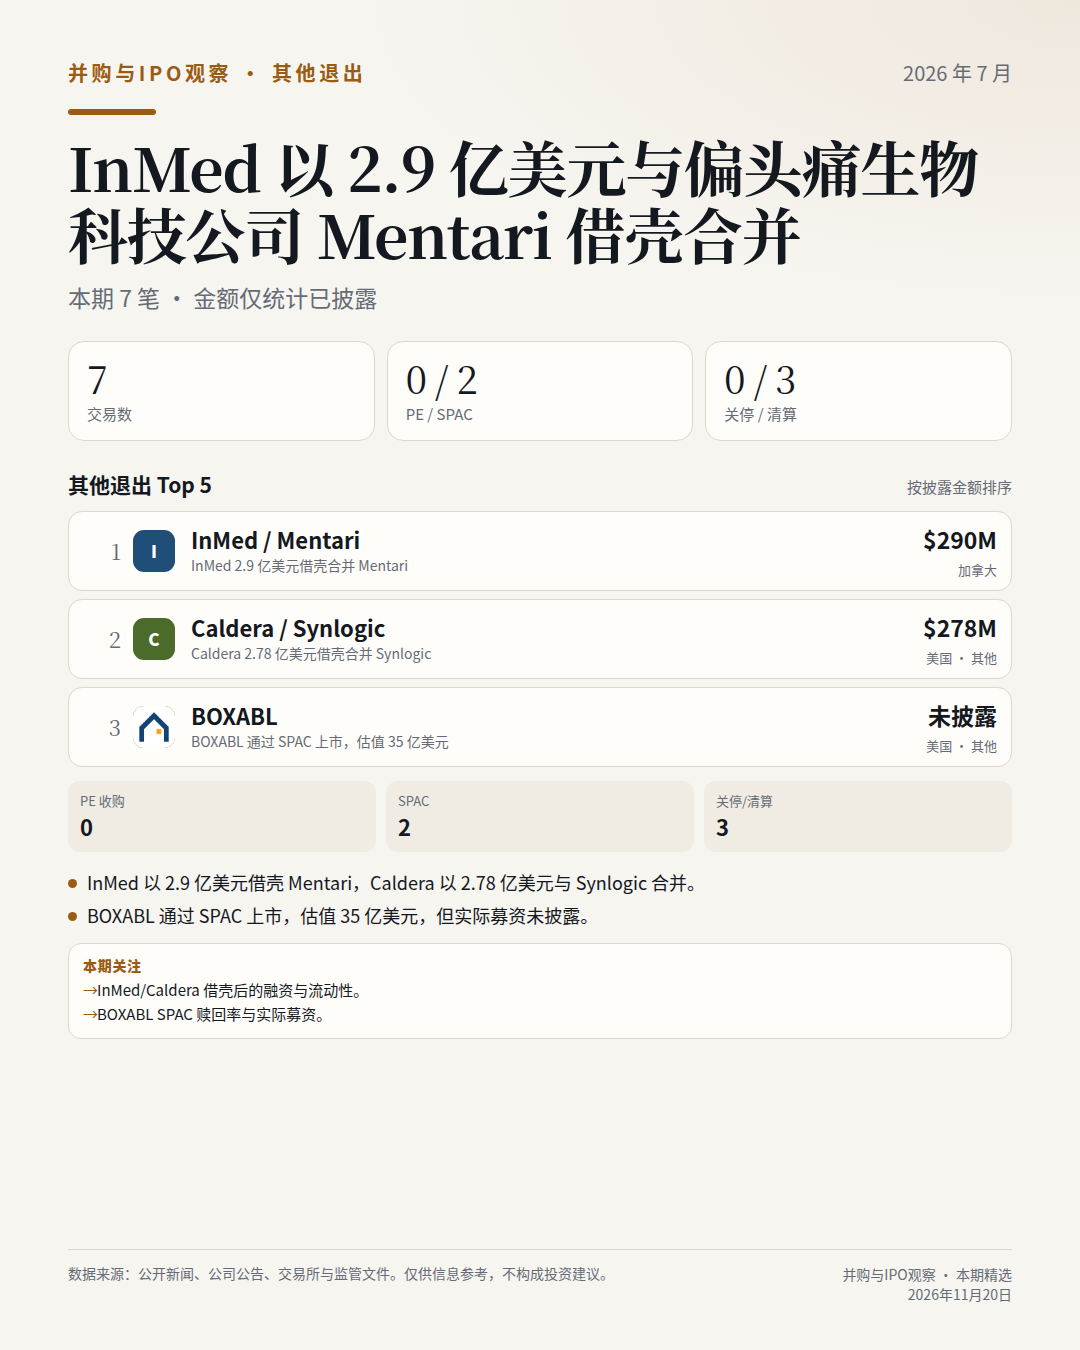 并购与IPO观察 · 其他退出
2026 年 7 月
InMed 以 2.9 亿美元与偏头痛生物
科技公司 Mentari 借壳合并
本期 7 笔 · 金额仅统计已披露
7
交易数
0 / 2
PE / SPAC
0 / 3
关停 / 清算
其他退出 Top 5
按披露金额排序
1
I
InMed / Mentari
InMed 2.9 亿美元借壳合并 Mentari
$290M
加拿大
2
C
Caldera / Synlogic
Caldera 2.78 亿美元借壳合并 Synlogic
$278M
美国 · 其他
3
BOXABL
BOXABL 通过 SPAC 上市，估值 35 亿美元
未披露
美国 · 其他
PE 收购
0
SPAC
2
关停/清算
3
InMed 以 2.9 亿美元借壳 Mentari，Caldera 以 2.78 亿美元与 Synlogic 合并。
BOXABL 通过 SPAC 上市，估值 35 亿美元，但实际募资未披露。
本期关注
→InMed/Caldera 借壳后的融资与流动性。
→BOXABL SPAC 赎回率与实际募资。
数据来源：公开新闻、公司公告、交易所与监管文件。仅供信息参考，不构成投资建议。
并购与IPO观察 · 本期精选
2026年11月20日